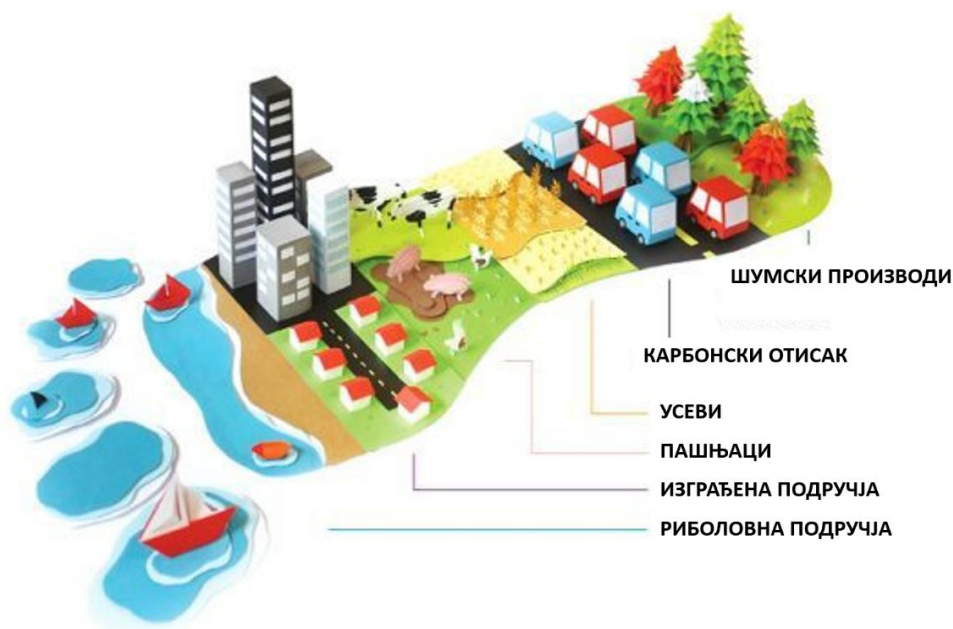 ШУМСКИ ПРОИЗВОДИ
КАРБОНСКИ ОТИСАК
УСЕВИ
ПАШЊАЦИ
ИЗГРАЂЕНА ПОДРУЧЈА
РИБОЛОВНА ПОДРУЧЈА